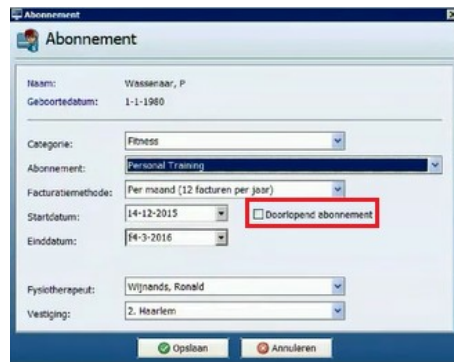 Abonnement
Abonnement
Naam: Wassenaar, P
Geboortedatum: 1-1-1980
Categorie: Fitness
Abonnement: Personal Training
Facturatiemethode: Per maand (12 facturen per jaar)
Startdatum: 14-12-2015 Doorlopend abonnement
Einddatum: 14-3-2016
Fysiotherapeut: Wijnands, Ronald
Vestiging: 2. Haarlem
Opslaan Annuleren